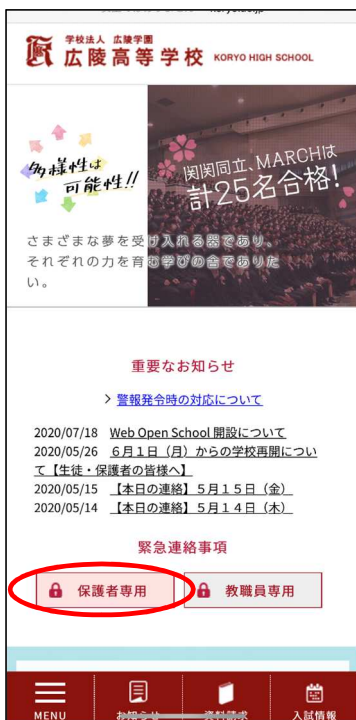 学校法人 広陵学園
広陵高等学校 KORYO HIGH SCHOOL
多様性は
可能性!!
関関同立、MARCHは
計25名合格!
さまざまな夢を受け入れる器であり、
それぞれの力を育む学びの舎でありた
い。
重要なお知らせ
警報発令時の対応について
2020/07/18 Web Open School 開設について
2020/05/26 6月1日(月)からの学校再開につい
て【生徒・保護者の皆様へ】
2020/05/15 【本日の連絡】5月15日(金)
2020/05/14 【本日の連絡】5月14日(木)
緊急連絡事項
保護者専用 教職員専用
MENU お知らせ 資料請求 入試情報